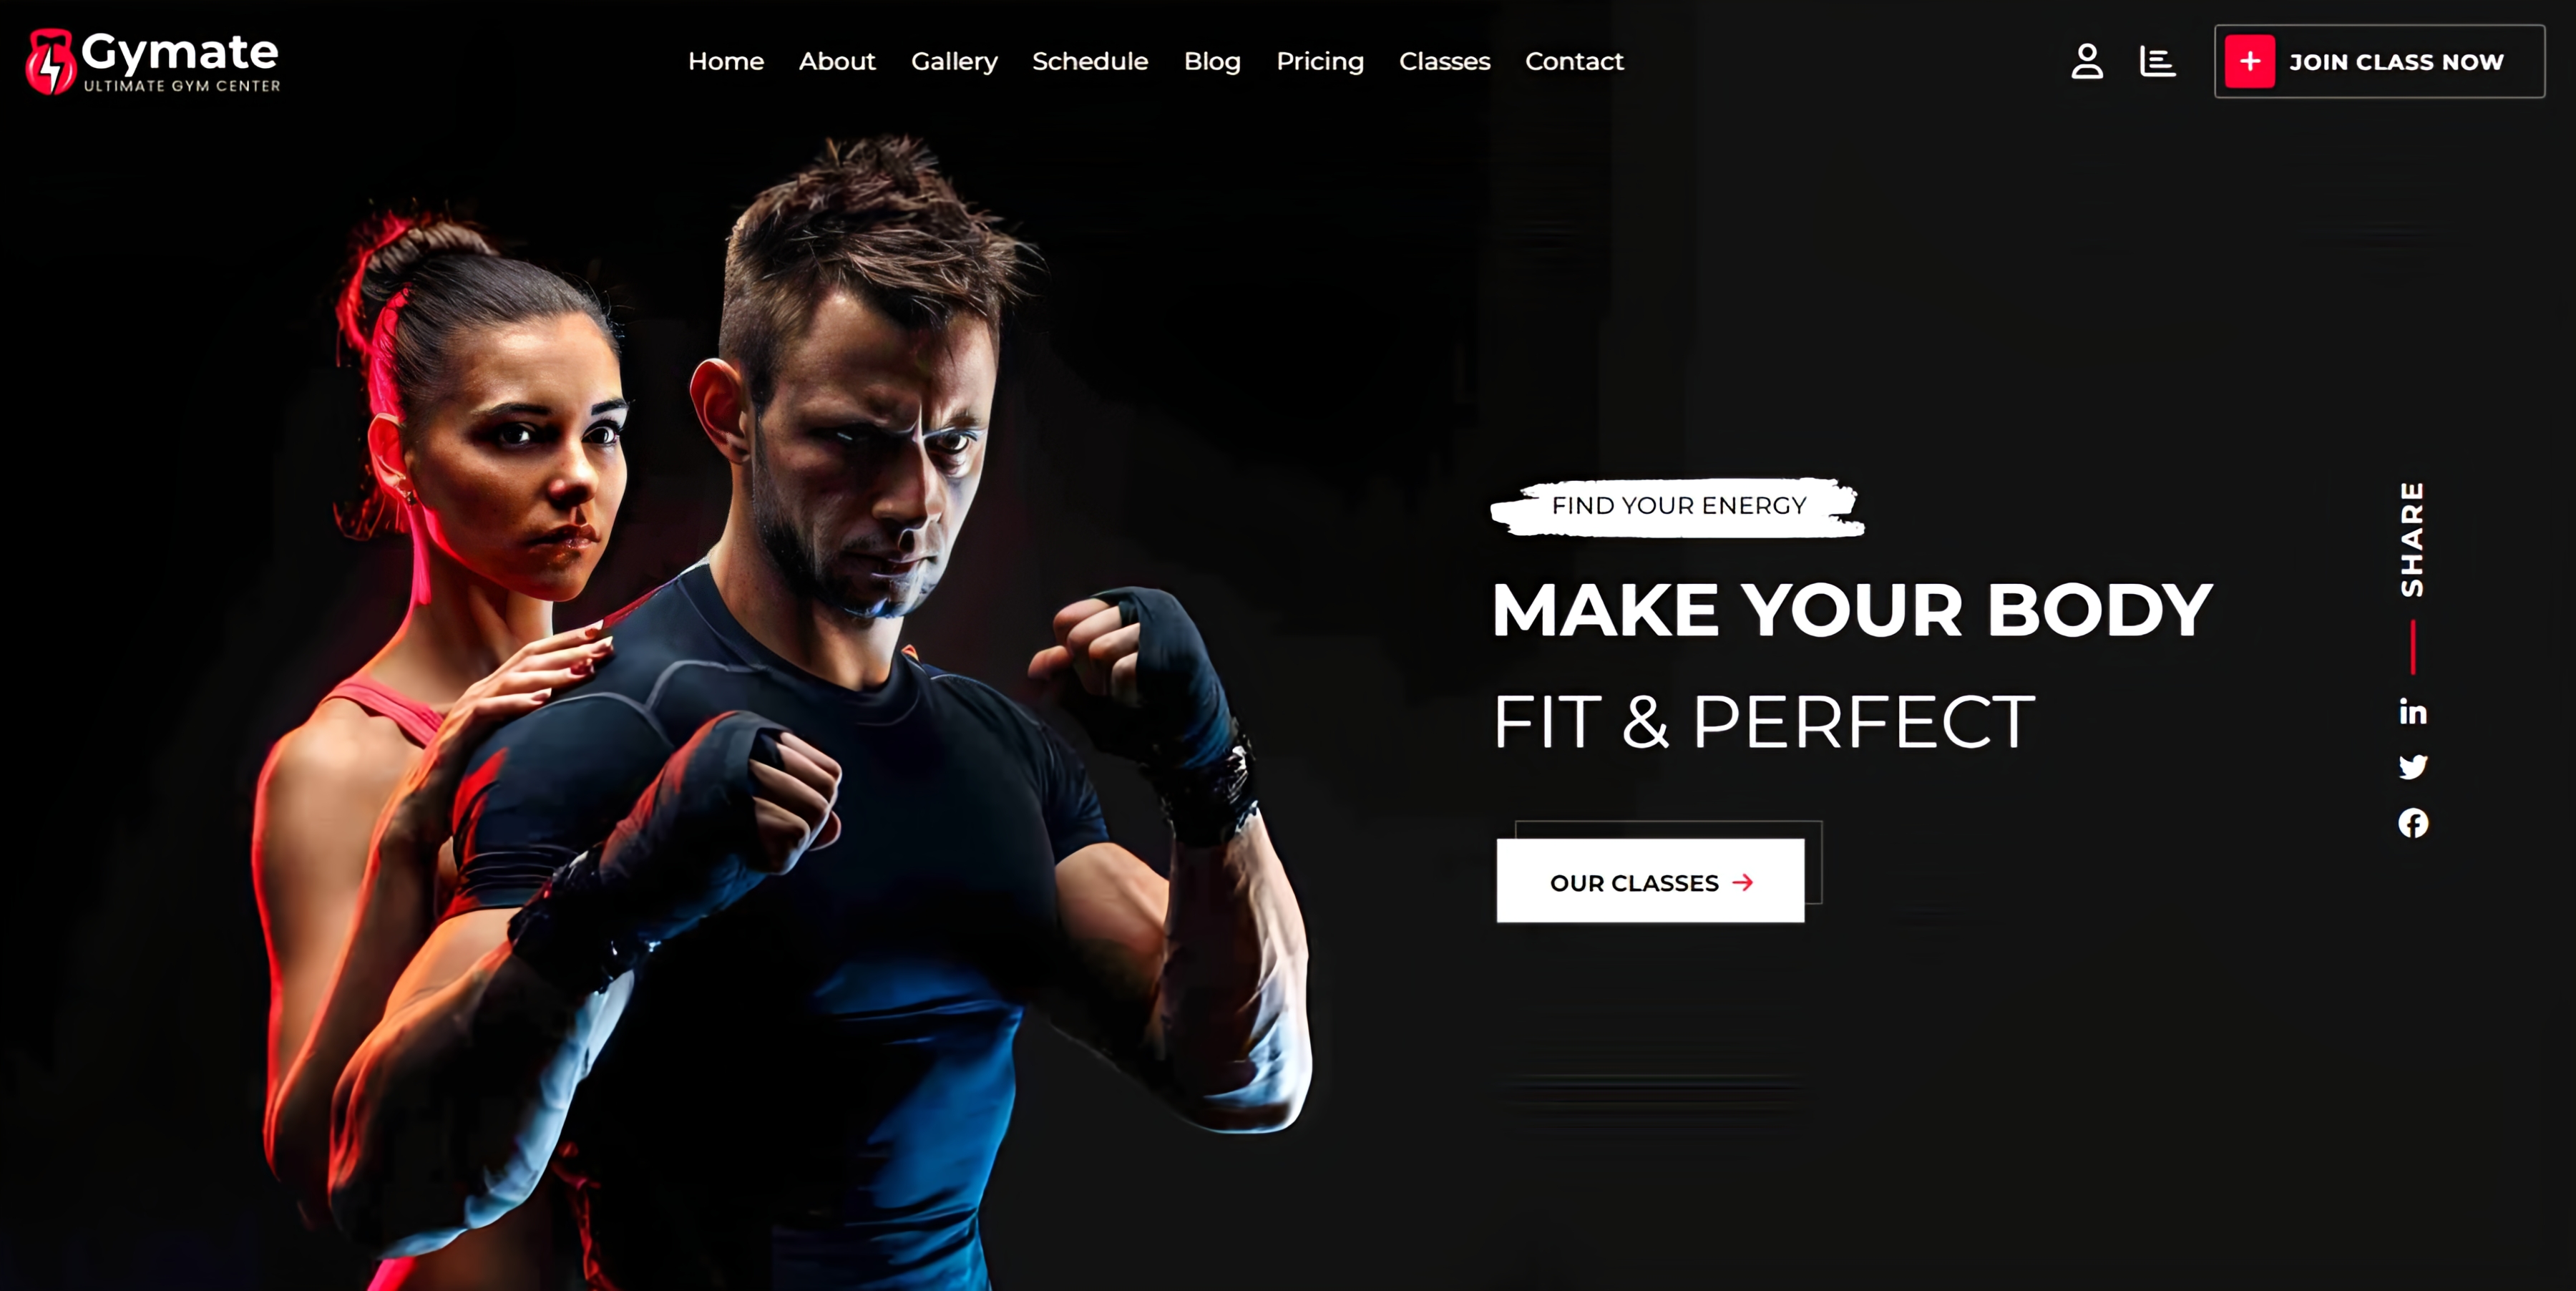 Gymate
ULTIMATE GYM CENTER
Home About Gallery Schedule Blog Pricing Classes Contact
JOIN CLASS NOW
FIND YOUR ENERGY
MAKE YOUR BODY
FIT & PERFECT
OUR CLASSES
SHARE